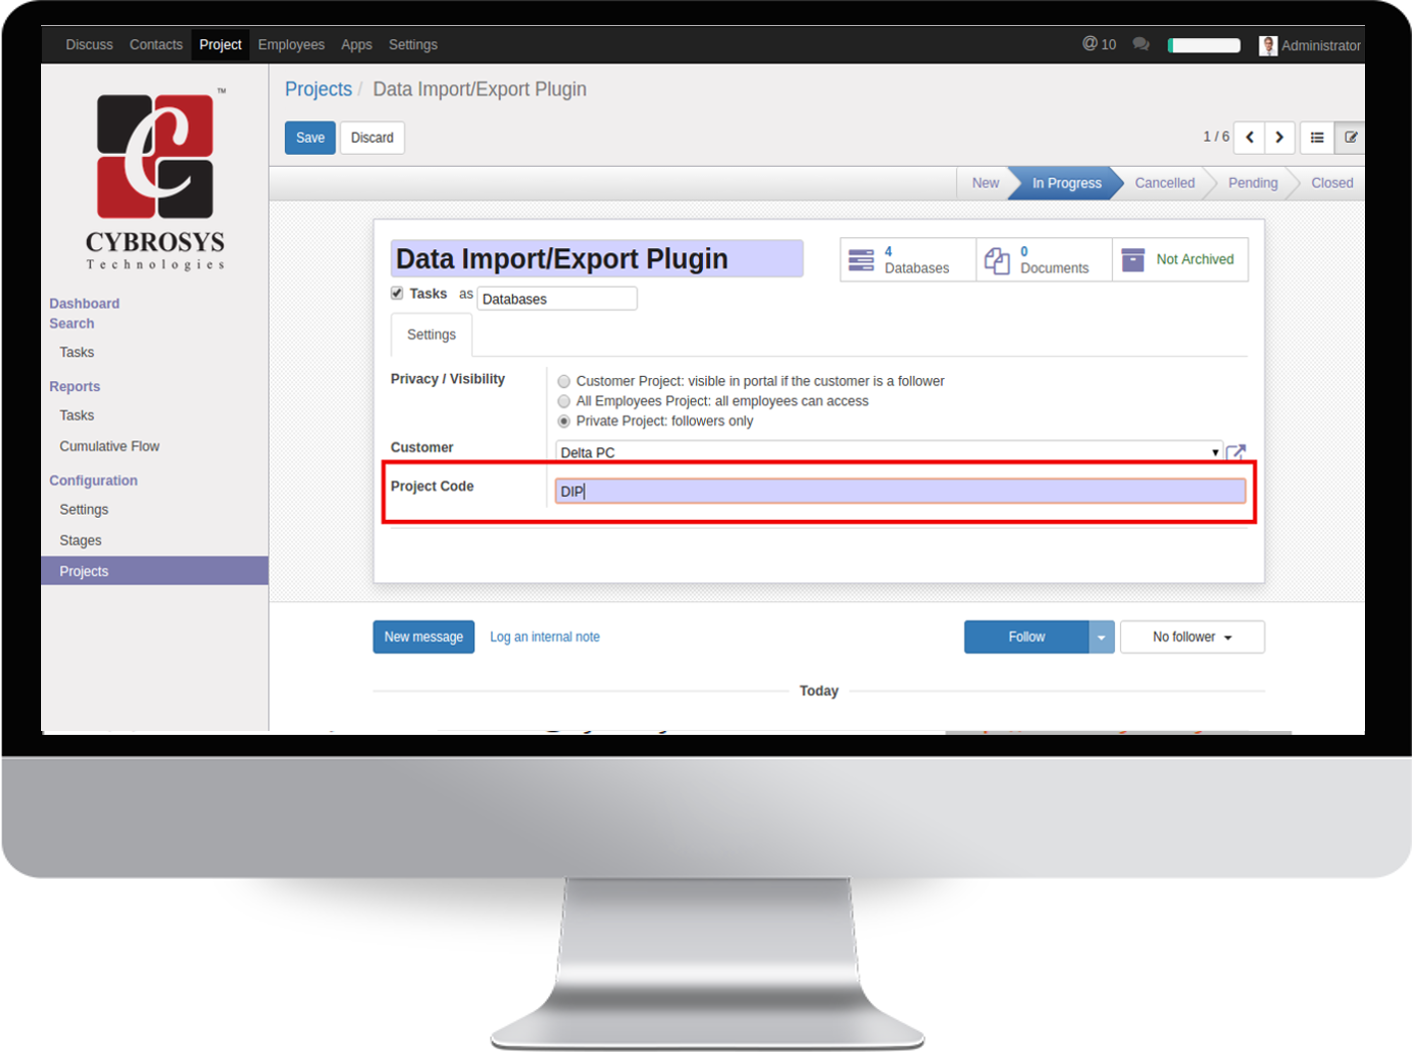 Discuss Contacts Project Employees Apps Settings @ 10 Administrator
Projects / Data Import/Export Plugin
Save Discard 1 / 6
New In Progress Cancelled Pending Closed
TM
CYBROSYS
Technologies
Dashboard
Search
Tasks
Reports
Tasks
Cumulative Flow
Configuration
Settings
Stages
Projects
Data Import/Export Plugin
4 Databases
0 Documents
Not Archived
Tasks as Databases
Settings
Privacy / Visibility
Customer Project: visible in portal if the customer is a follower
All Employees Project: all employees can access
Private Project: followers only
Customer Delta PC
Project Code DIP
New message Log an internal note Follow No follower
Today